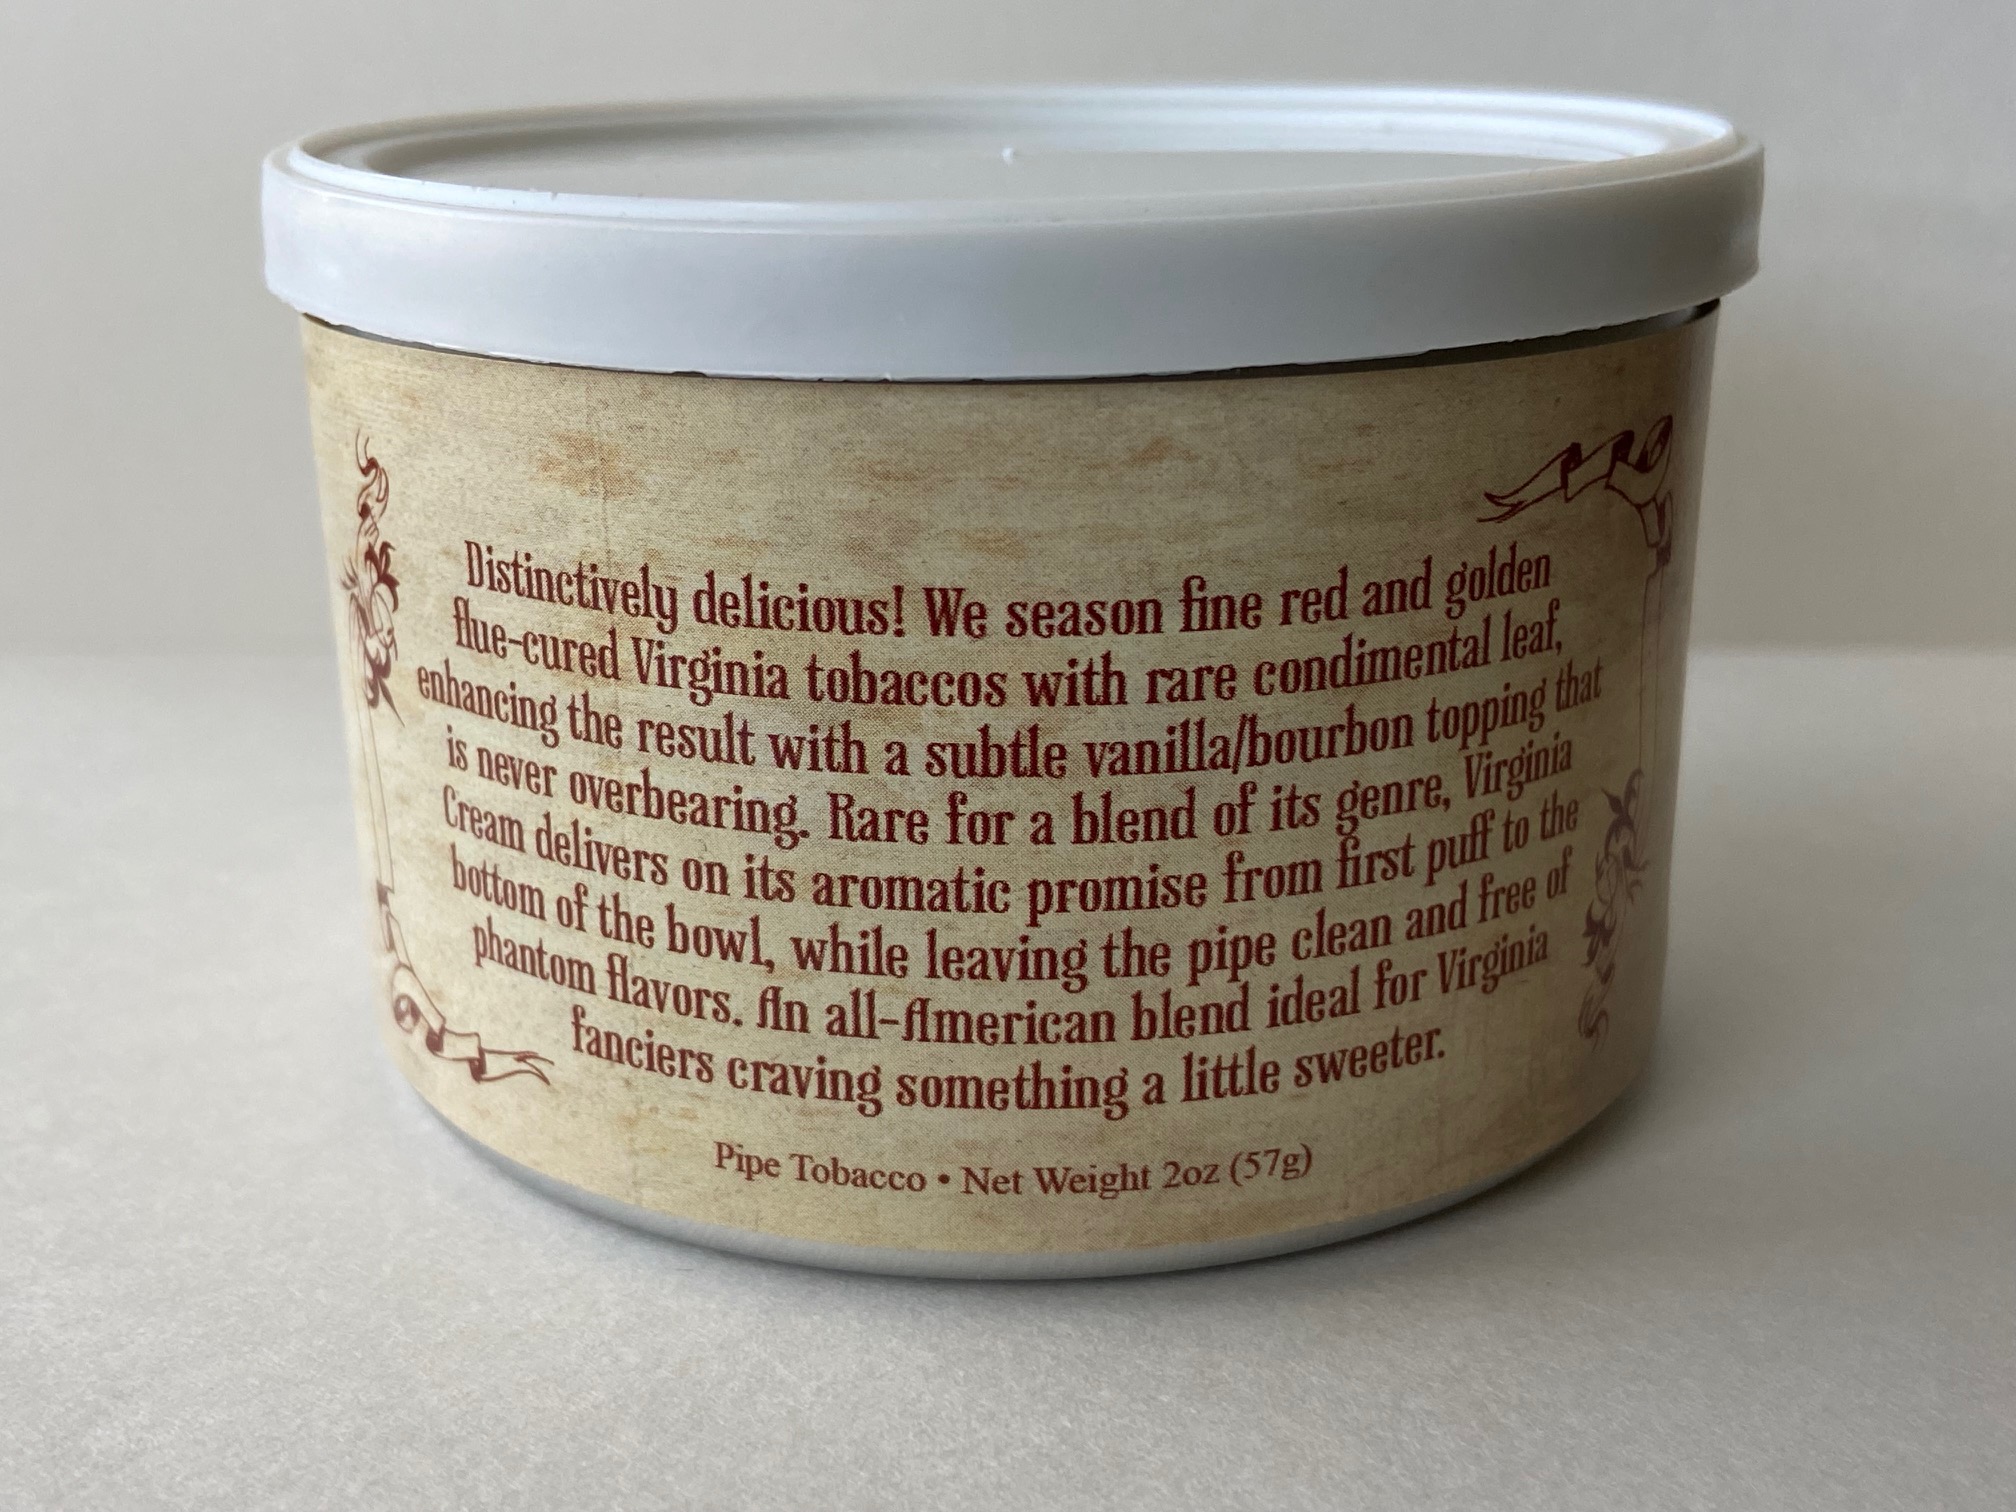 Distinctively delicious! We season fine red and golden
flue-cured Virginia tobaccos with rare condimental leaf,
enhancing the result with a subtle vanilla/bourbon topping that
is never overbearing. Rare for a blend of its genre, Virginia
Cream delivers on its aromatic promise from first puff to the
bottom of the bowl, while leaving the pipe clean and free of
phantom flavors. An all-American blend ideal for Virginia
fanciers craving something a little sweeter.
Pipe Tobacco • Net Weight 2oz (57g)